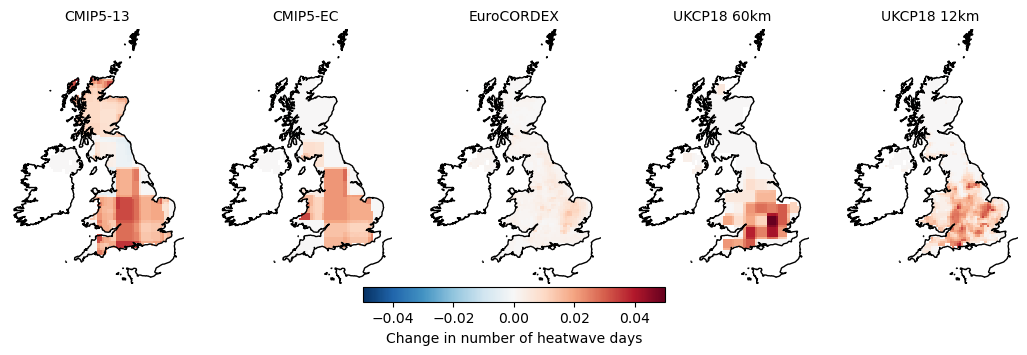 CMIP5-13 CMIP5-EC EuroCORDEX UKCP18 60km UKCP18 12km
−0.04 −0.02 0.00 0.02 0.04
Change in number of heatwave days